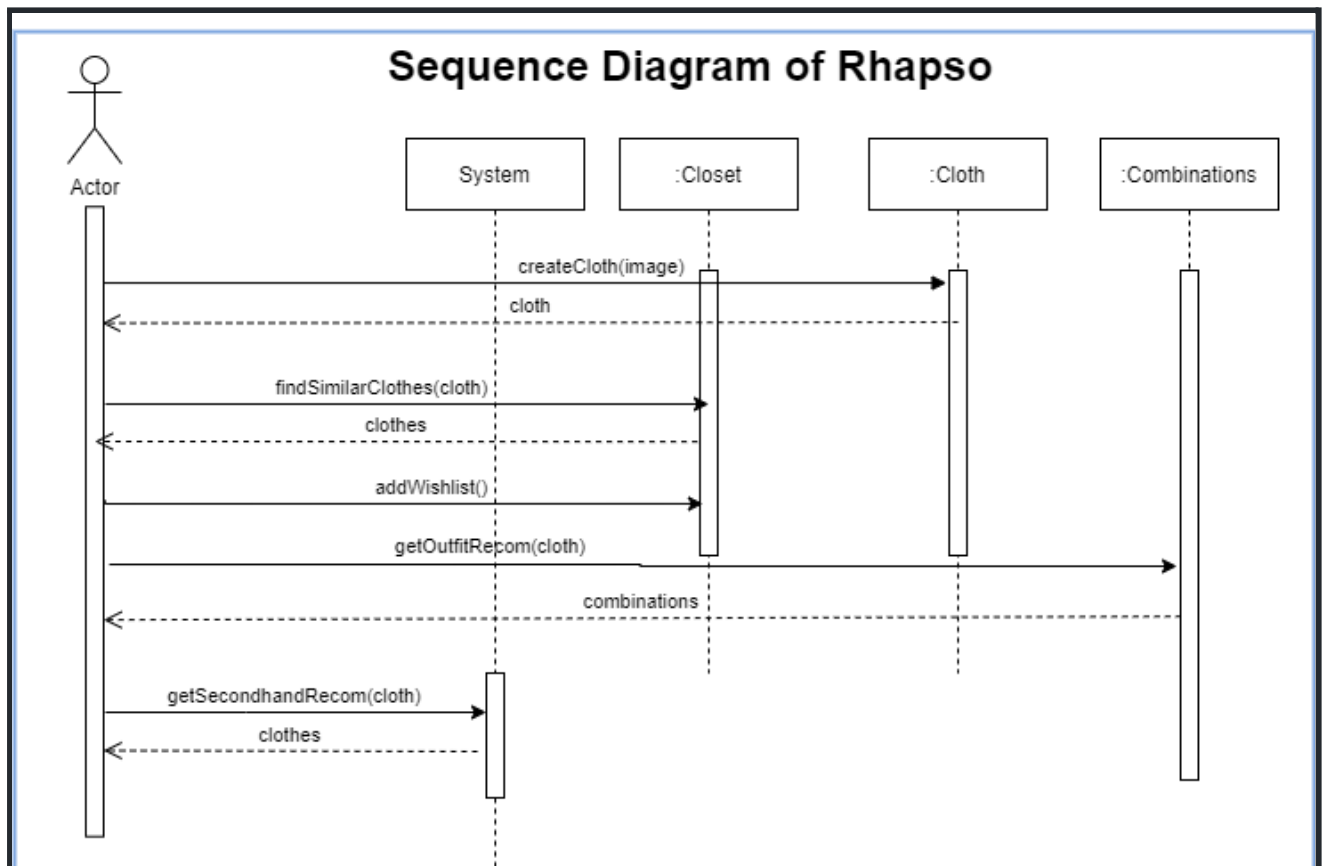 Sequence Diagram of Rhapso
Actor
System
:Closet
:Cloth
:Combinations
createCloth(image)
cloth
findSimilarClothes(cloth)
clothes
addWishlist()
getOutfitRecom(cloth)
combinations
getSecondhandRecom(cloth)
clothes